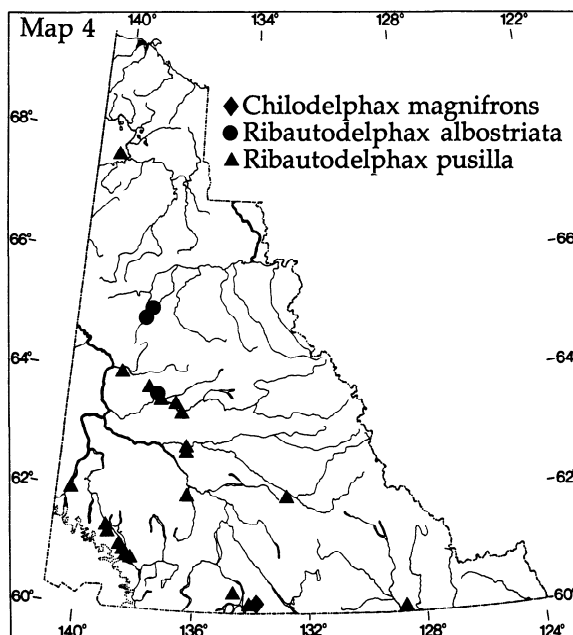 Map 4
140° 134° 122°
◆ Chilodelphax magnifrons
● Ribautodelphax albostriata
▲ Ribautodelphax pusilla
68°
66° 66
64° 64
62° 62
60° 60
140° 136° 132° 128° 124°